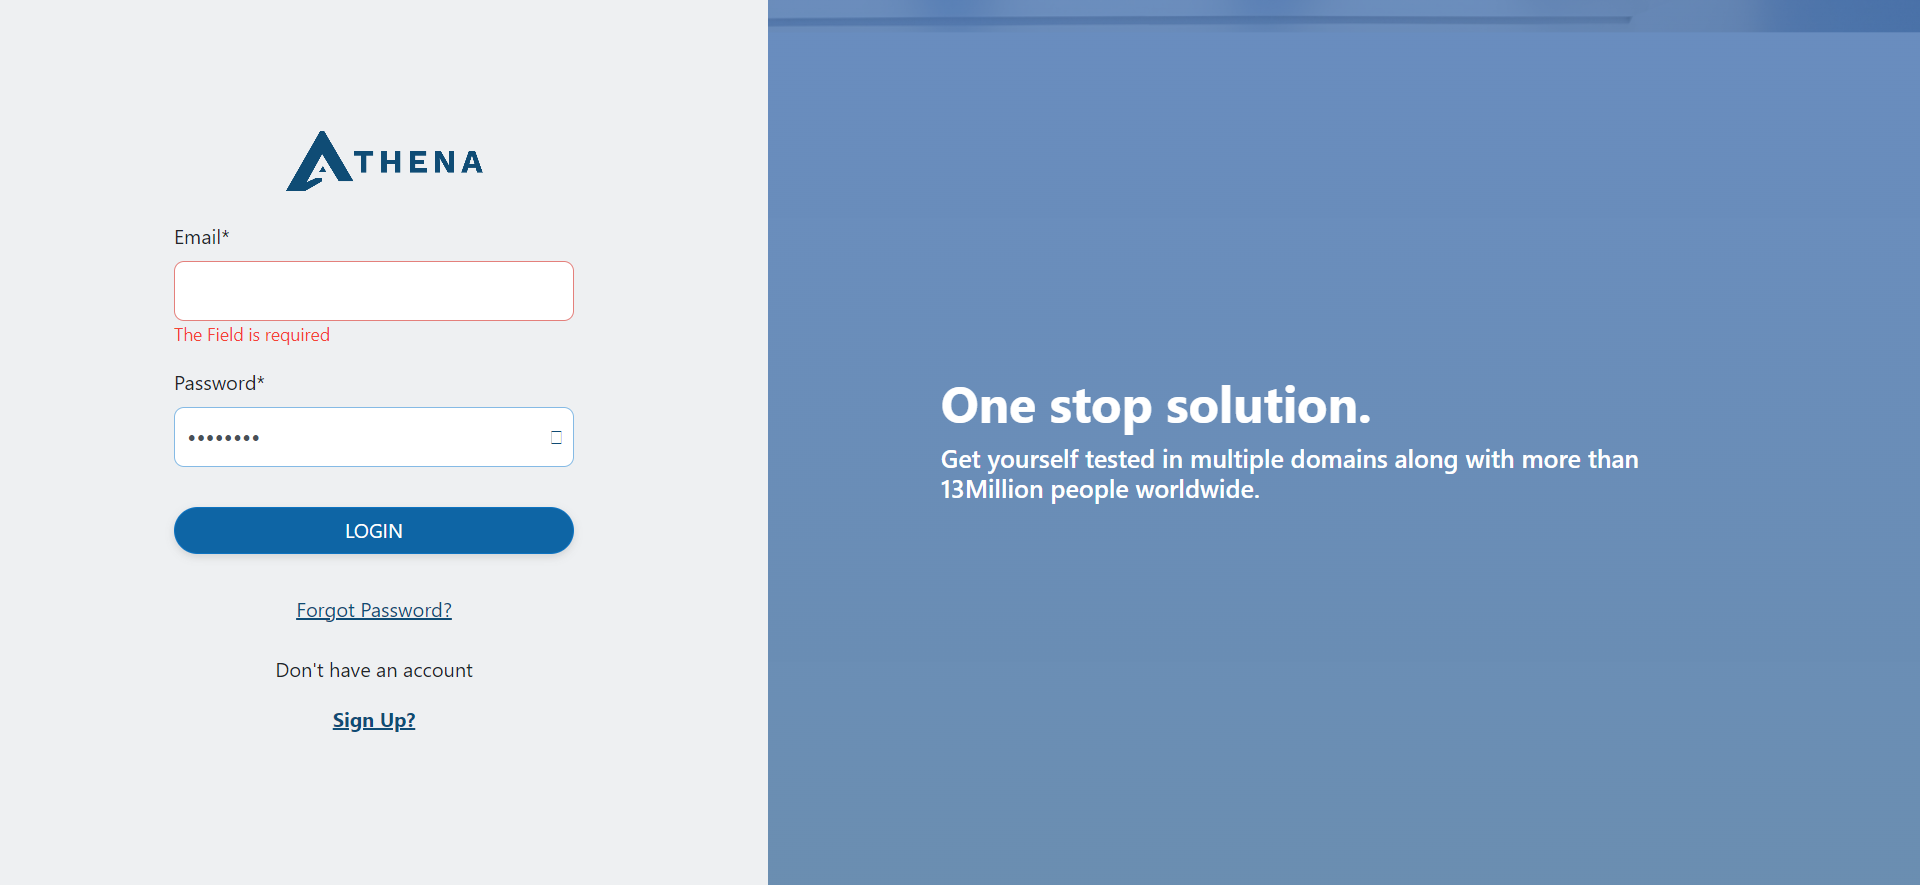 ATHENA
Email*
The Field is required
Password*
LOGIN
Forgot Password?
Don't have an account
Sign Up?
One stop solution.
Get yourself tested in multiple domains along with more than
13Million people worldwide.